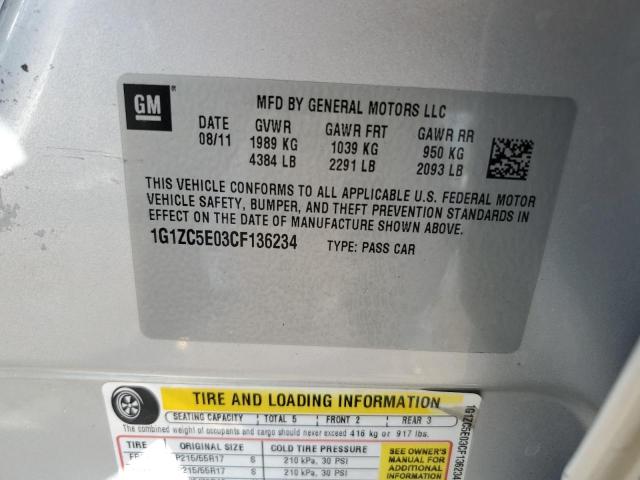 GM
MFD BY GENERAL MOTORS LLC
DATE GVWR GAWR FRT GAWR RR
08/11 1989 KG 1039 KG 950 KG
4384 LB 2291 LB 2093 LB
THIS VEHICLE CONFORMS TO ALL APPLICABLE U.S. FEDERAL MOTOR
VEHICLE SAFETY, BUMPER, AND THEFT PREVENTION STANDARDS IN
EFFECT ON THE DATE OF MANUFACTURE SHOWN ABOVE.
1G1ZC5E03CF136234 TYPE: PASS CAR
TIRE AND LOADING INFORMATION
SEATING CAPACITY TOTAL 5 FRONT 2 REAR 3
The combined weight of occupants and cargo should never exceed 416 kg or 917 lbs.
TIRE ORIGINAL SIZE COLD TIRE PRESSURE
P215/55R17 S 210 kPa, 30 PSI
P215/55R17 S 210 kPa, 30 PSI
SEE OWNER'S
MANUAL FOR
ADDITIONAL
INFORMATION
1G1ZC5E03CF136234